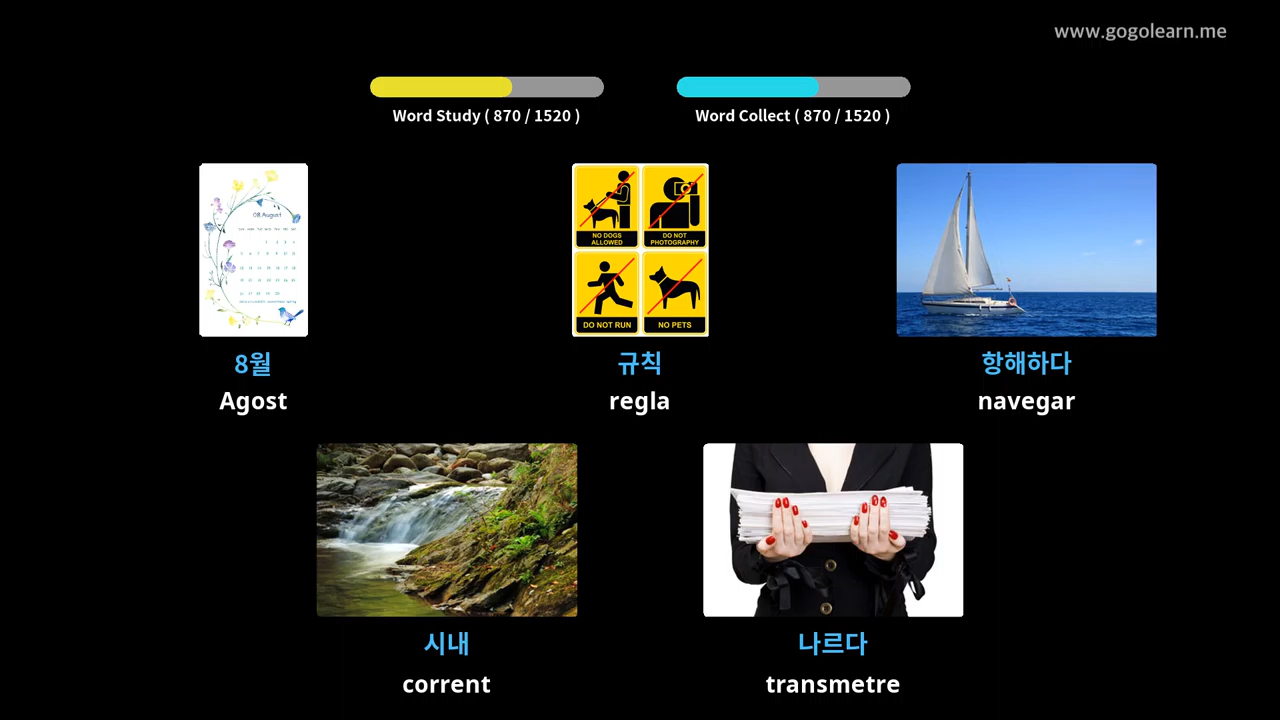 www.gogolearn.me
Word Study ( 870 / 1520 )
Word Collect ( 870 / 1520 )
08.August
NO DOGS
ALLOWED
DO NOT
PHOTOGRAPHY
DO NOT RUN
NO PETS
8월
규칙
항해하다
Agost
regla
navegar
시내
나르다
corrent
transmetre